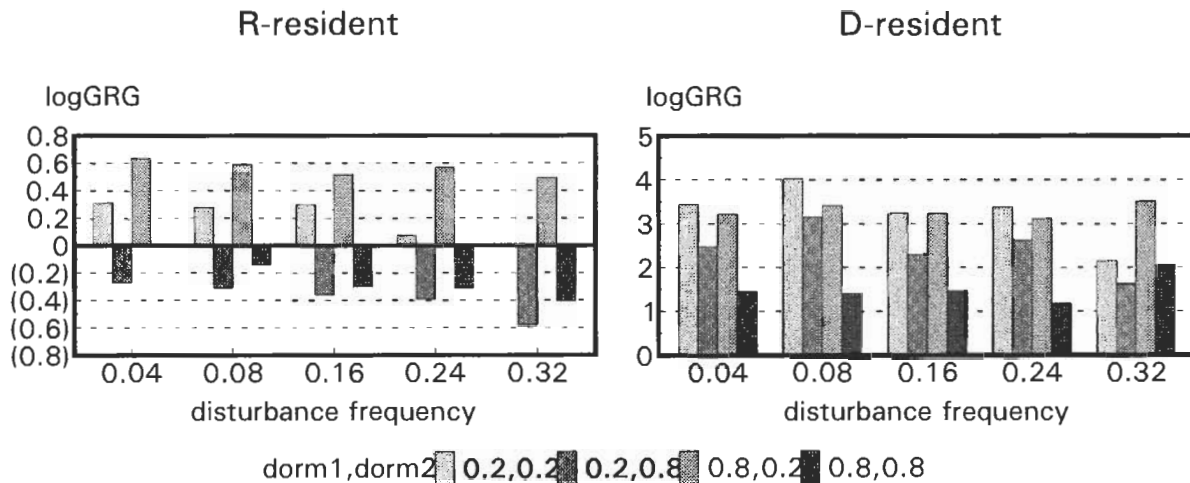 R-resident
D-resident
logGRG
logGRG
0.8
0.6
0.4
0.2
0
(0.2)
(0.4)
(0.6)
(0.8)
0.04 0.08 0.16 0.24 0.32
disturbance frequency
5
4
3
2
1
0
0.04 0.08 0.16 0.24 0.32
disturbance frequency
dorm1,dorm2 0.2,0.2 0.2,0.8 0.8,0.2 0.8,0.8